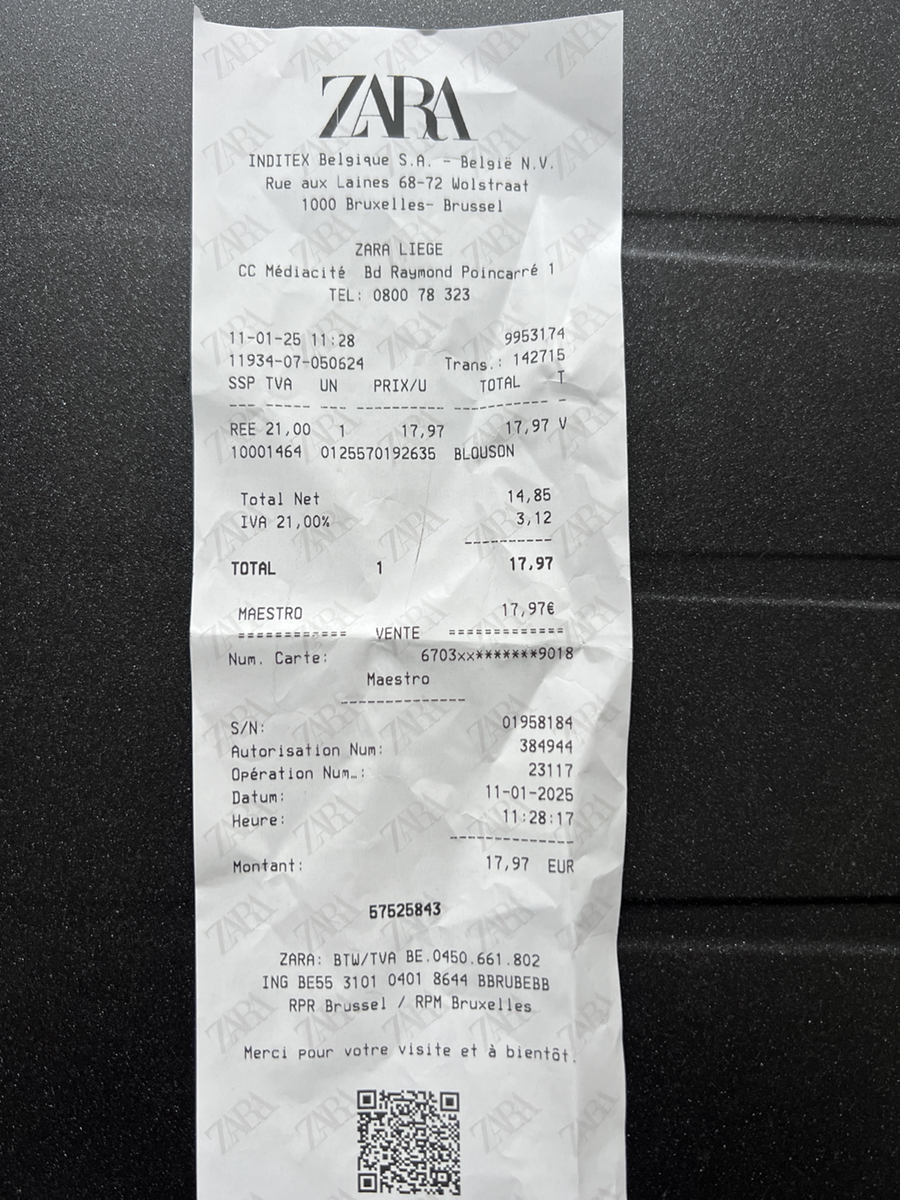 ZARA
INDITEX Belgique S.A. - België N.V.
Rue aux Laines 68-72 Wolstraat
1000 Bruxelles- Brussel
ZARA LIEGE
CC Médiacité Bd Raymond Poincarré 1
TEL: 0800 78 323
11-01-25 11:28 9953174
11934-07-050624 Trans.: 142715
SSP TVA UN PRIX/U TOTAL T
--- ----- --- ---------- ---------- -
REE 21,00 1 17,97 17,97 V
10001464 0125570192635 BLOUSON
Total Net 14,85
IVA 21,00% 3,12
----------
TOTAL 1 17,97
MAESTRO 17,97€
============ VENTE =============
Num. Carte: 6703xx*******9018
Maestro
--------------
S/N: 01958184
Autorisation Num: 384944
Opération Num…: 23117
Datum: 11-01-2025
Heure: 11:28:17
--------------
Montant: 17,97 EUR
57525843
ZARA: BTW/TVA BE.0450.661.802
ING BE55 3101 0401 8644 BBRUBEBB
RPR Brussel / RPM Bruxelles
Merci pour votre visite et à bientôt.